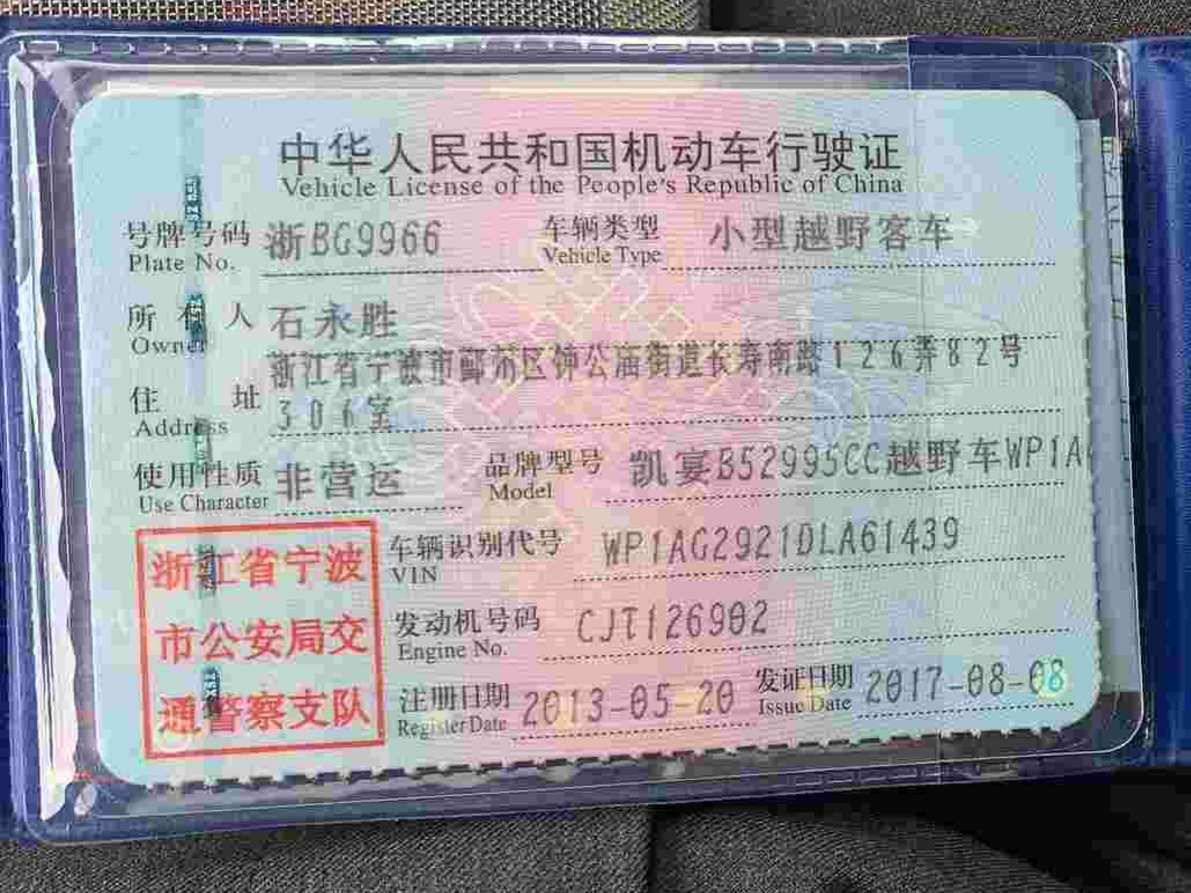 中华人民共和国机动车行驶证
Vehicle License of the People's Republic of China
号牌号码 浙BG9966 车辆类型 小型越野客车
Plate No. Vehicle Type
所有人 石永胜
Owner
浙江省宁波市鄞州区钟公庙街道长寿南路126弄82号
住址 306室
Address
使用性质 非营运 品牌型号 凯宴BS2995CC越野车WP1A
Use Character Model
浙江省宁波
市公安局交
通警察支队
车辆识别代号 WP1AG2921DLA61439
VIN
发动机号码 CJT126902
Engine No.
注册日期 2013-05-20 发证日期 2017-08-08
Register Date Issue Date